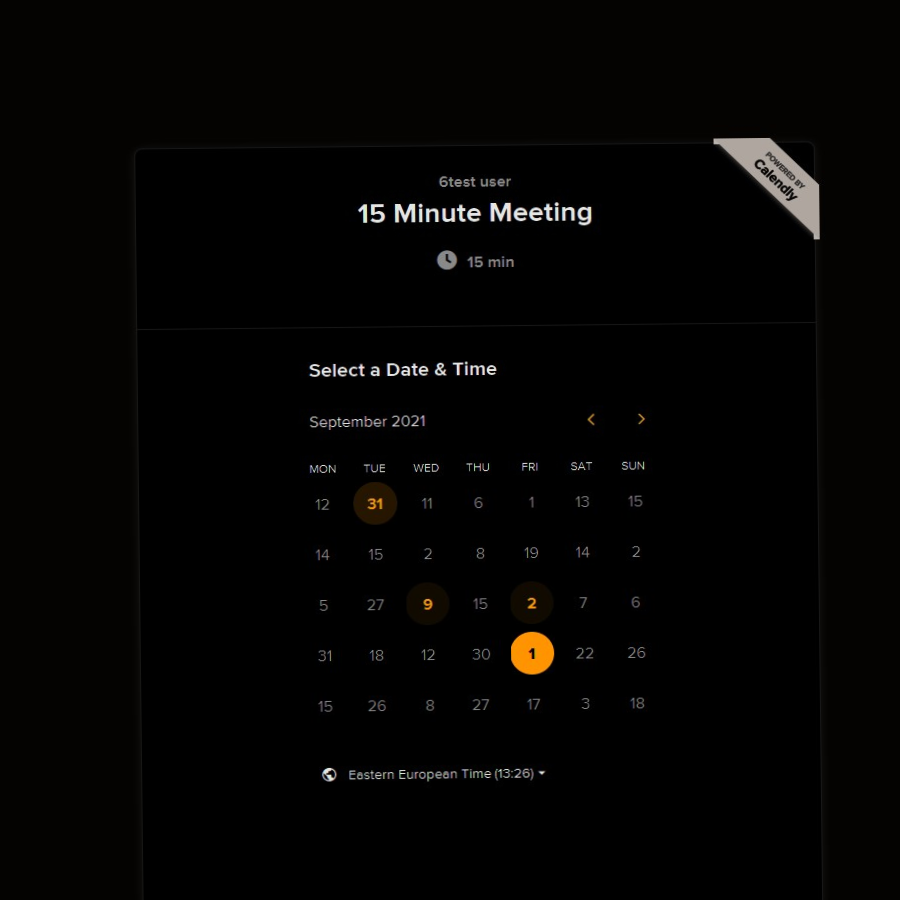 POWERED BY
Calendly
6test user
15 Minute Meeting
15 min
Select a Date & Time
September 2021
MON TUE WED THU FRI SAT SUN
12 31 11 6 1 13 15
14 15 2 8 19 14 2
5 27 9 15 2 7 6
31 18 12 30 1 22 26
15 26 8 27 17 3 18
Eastern European Time (13:26)